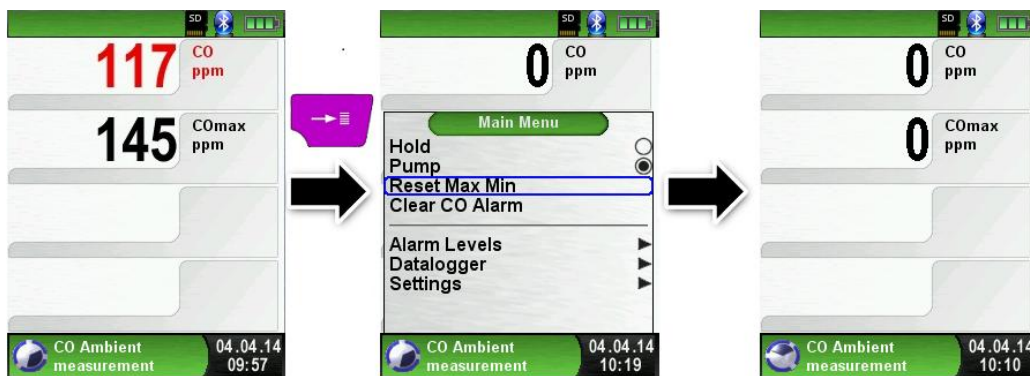 SD
117 CO
ppm
145 COmax
ppm
CO Ambient 04.04.14
measurement 09:57
SD
0 CO
ppm
Main Menu
Hold
Pump
Reset Max Min
Clear CO Alarm
Alarm Levels
Datalogger
Settings
CO Ambient 04.04.14
measurement 10:19
SD
0 CO
ppm
0 COmax
ppm
CO Ambient 04.04.14
measurement 10:10